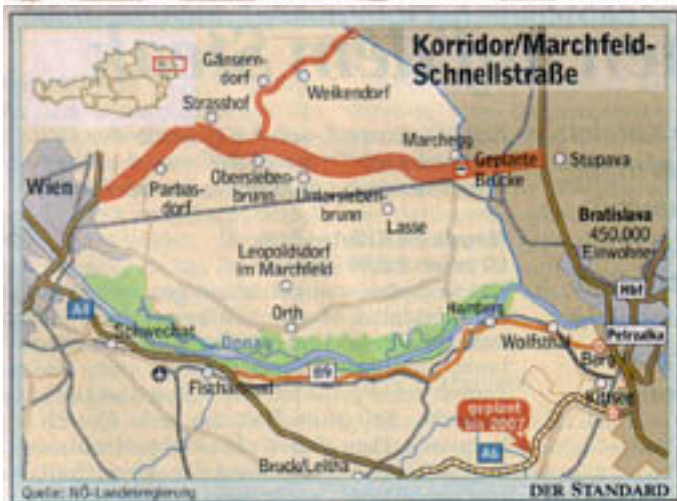 Korridor/Marchfeld-
Schnellstraße
Gänsern-
dorf
Weikendorf
Strasshof
Marchegg
Geplante
Brücke
Stupava
Wien
Parbas-
dorf
Obersieben-
brunn
Untersieben-
brunn
Lasse
Bratislava
450.000
Einwohner
Leopoldsdorf
im Marchfeld
Hbf
Orth
Hainburg
A4
Schwechat
Donau
Wolfsthal
Petrzalka
Berg
Fischamend
B9
Kittsee
geplant
bis 2007
A6
Bruck/Leitha
Quelle: NÖ-Landesregierung
DER STANDARD